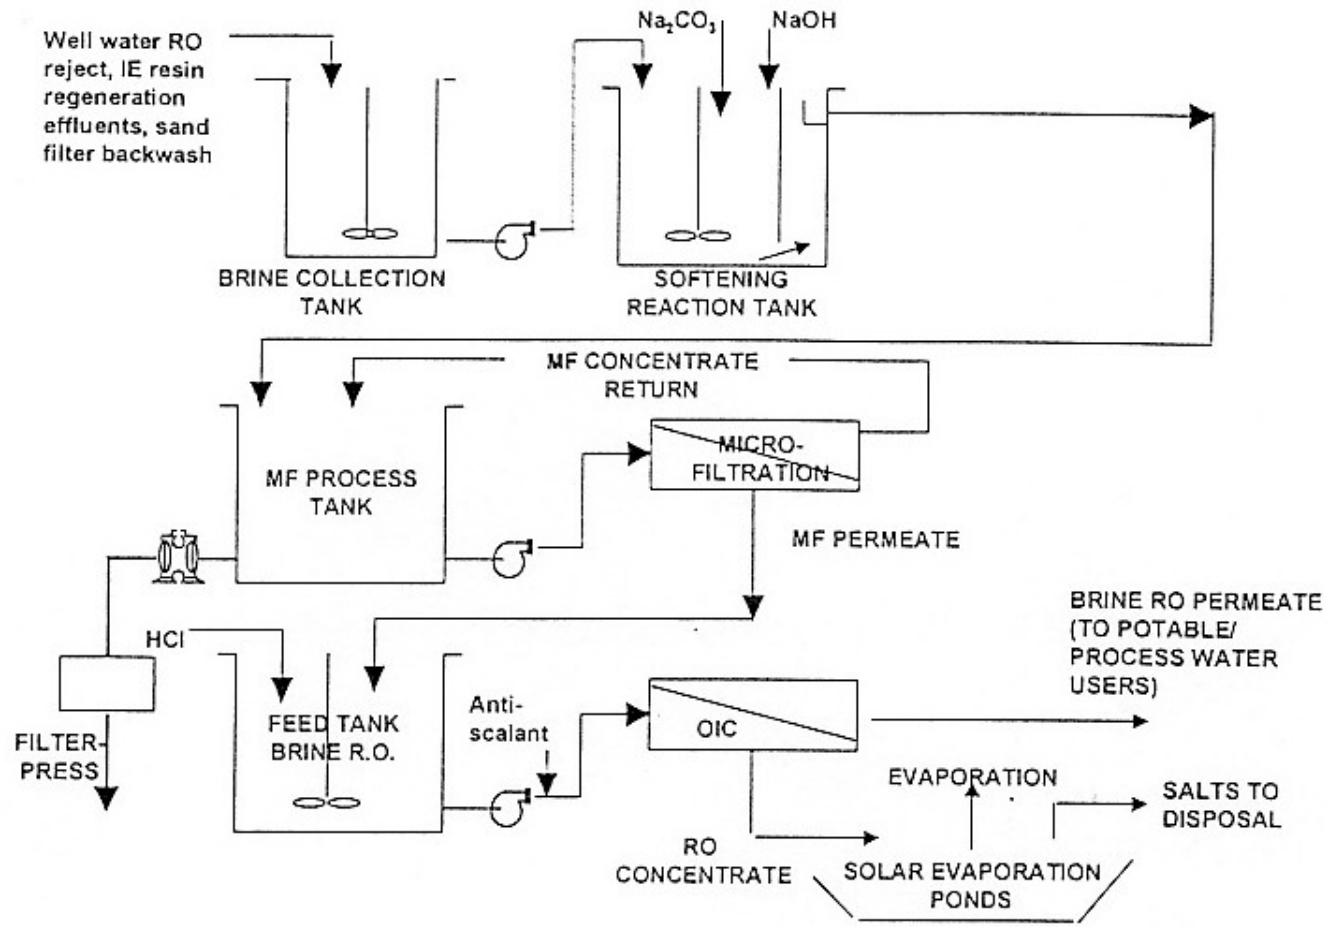 Well water RO
reject, IE resin
regeneration
effluents, sand
filter backwash
Na₂CO₃
NaOH
BRINE COLLECTION
TANK
SOFTENING
REACTION TANK
MF CONCENTRATE
RETURN
MF PROCESS
TANK
MICRO-
FILTRATION
MF PERMEATE
HCl
FILTER-
PRESS
FEED TANK
BRINE R.O.
Anti-
scalant
OIC
BRINE RO PERMEATE
(TO POTABLE/
PROCESS WATER
USERS)
EVAPORATION
SALTS TO
DISPOSAL
RO
CONCENTRATE
SOLAR EVAPORATION
PONDS